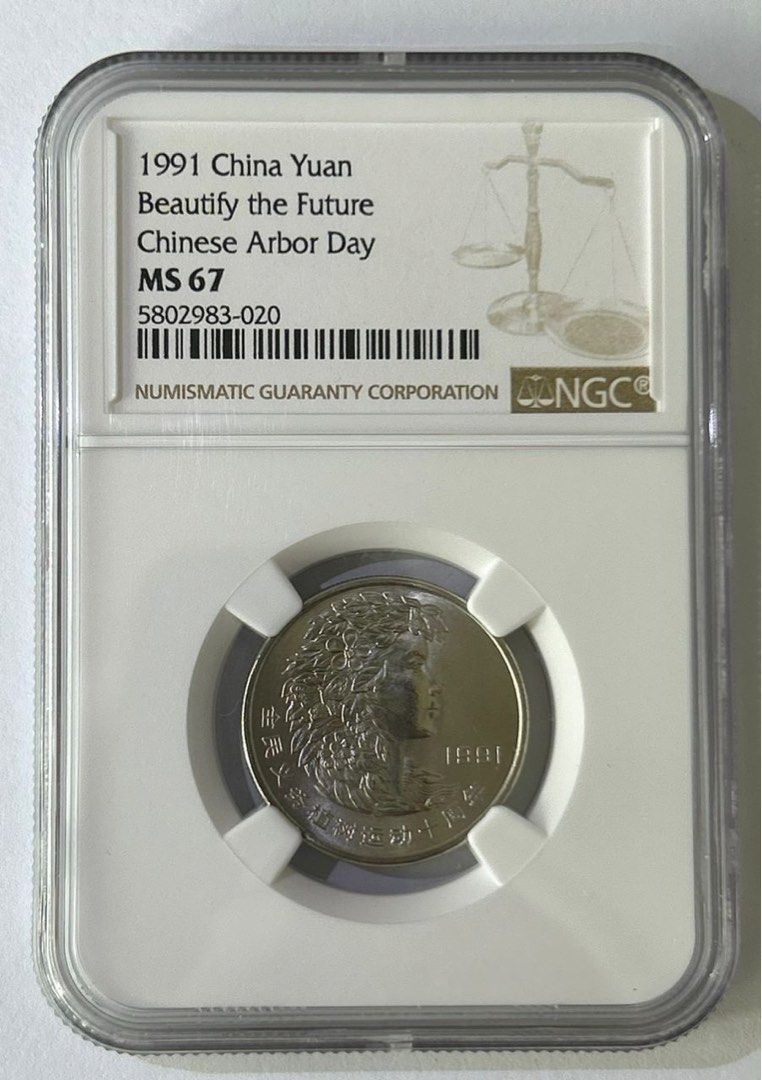 1991 China Yuan
Beautify the Future
Chinese Arbor Day
MS 67
5802983-020
NUMISMATIC GUARANTY CORPORATION
NGC®
1991
全民义务植树运动十周年